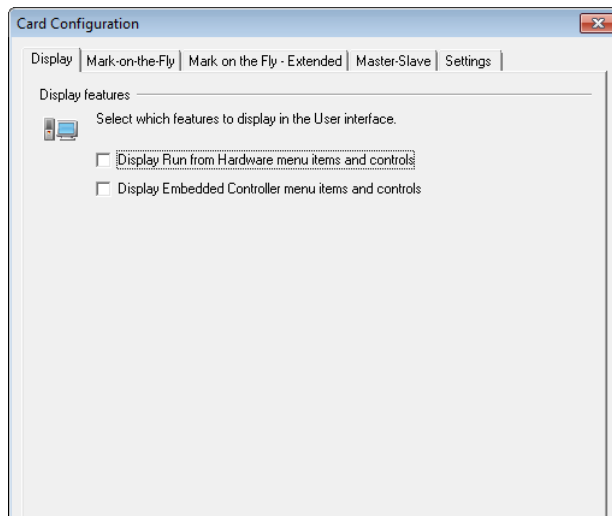 Card Configuration
Display Mark-on-the-Fly Mark on the Fly - Extended Master-Slave Settings
Display features
Select which features to display in the User interface.
Display Run from Hardware menu items and controls
Display Embedded Controller menu items and controls